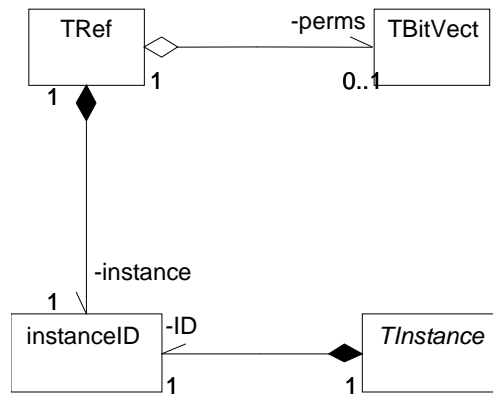 TRef
-perms
TBitVect
1
1
0..1
-instance
1
instanceID
-ID
TInstance
1
1